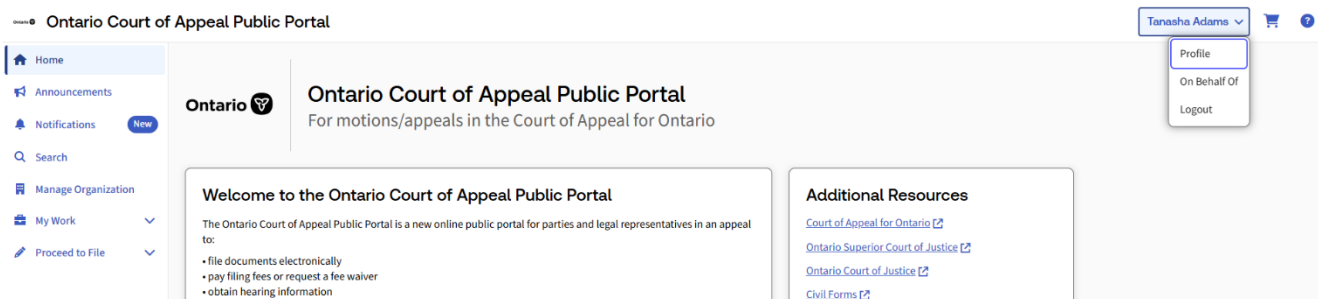 Ontario Court of Appeal Public Portal
Tanasha Adams
Profile
On Behalf Of
Logout
Home
Announcements
Notifications New
Search
Manage Organization
My Work
Proceed to File
Ontario
Ontario Court of Appeal Public Portal
For motions/appeals in the Court of Appeal for Ontario
Welcome to the Ontario Court of Appeal Public Portal
The Ontario Court of Appeal Public Portal is a new online public portal for parties and legal representatives in an appeal
to:
• file documents electronically
• pay filing fees or request a fee waiver
• obtain hearing information
Additional Resources
Court of Appeal for Ontario
Ontario Superior Court of Justice
Ontario Court of Justice
Civil Forms